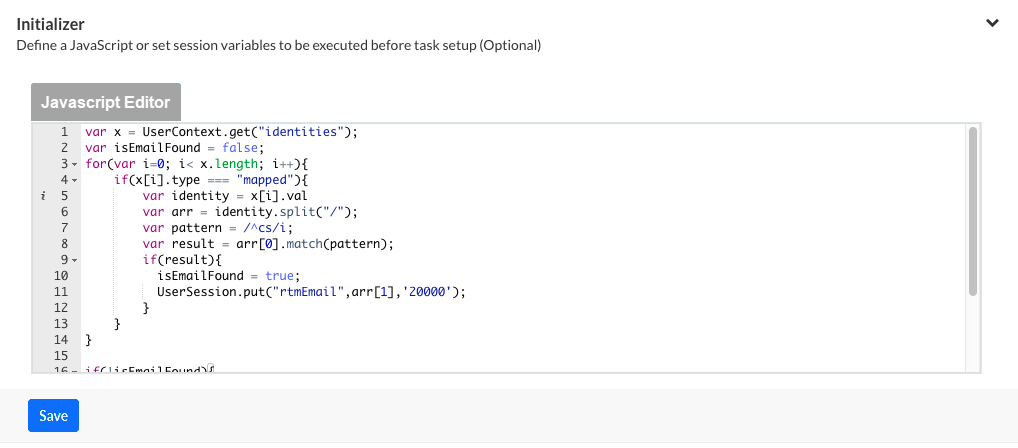 Initializer
Define a JavaScript or set session variables to be executed before task setup (Optional)
Javascript Editor
1 var x = UserContext.get("identities");
2 var isEmailFound = false;
3 for(var i=0; i< x.length; i++){
4 if(x[i].type === "mapped"){
i 5 var identity = x[i].val
6 var arr = identity.split("/");
7 var pattern = /^cs/i;
8 var result = arr[0].match(pattern);
9 if(result){
10 isEmailFound = true;
11 UserSession.put("rtmEmail",arr[1],'20000');
12 }
13 }
14 }
15
16 if(!isEmailFound){
Save